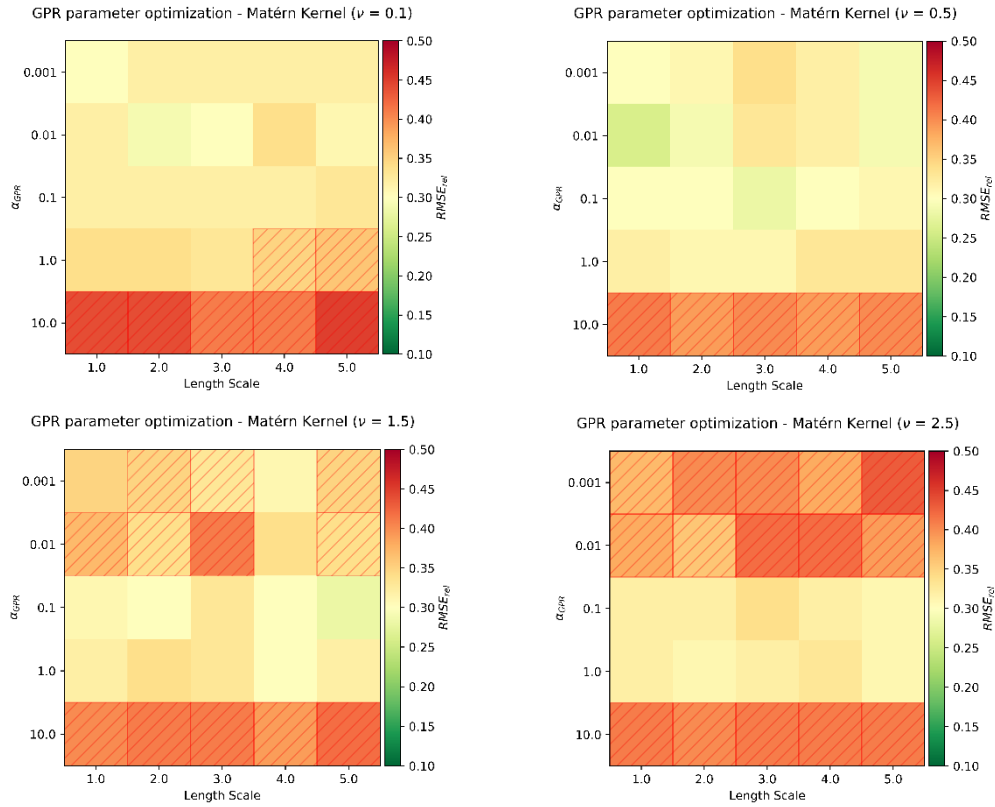 GPR parameter optimization - Matérn Kernel (ν = 0.1)
0.001
0.01
0.1
1.0
10.0
α_GPR
1.0 2.0 3.0 4.0 5.0
Length Scale
0.50
0.45
0.40
0.35
0.30
0.25
0.20
0.15
0.10
RMSE_rel
GPR parameter optimization - Matérn Kernel (ν = 0.5)
0.001
0.01
0.1
1.0
10.0
α_GPR
1.0 2.0 3.0 4.0 5.0
Length Scale
0.50
0.45
0.40
0.35
0.30
0.25
0.20
0.15
0.10
RMSE_rel
GPR parameter optimization - Matérn Kernel (ν = 1.5)
0.001
0.01
0.1
1.0
10.0
α_GPR
1.0 2.0 3.0 4.0 5.0
Length Scale
0.50
0.45
0.40
0.35
0.30
0.25
0.20
0.15
0.10
RMSE_rel
GPR parameter optimization - Matérn Kernel (ν = 2.5)
0.001
0.01
0.1
1.0
10.0
α_GPR
1.0 2.0 3.0 4.0 5.0
Length Scale
0.50
0.45
0.40
0.35
0.30
0.25
0.20
0.15
0.10
RMSE_rel